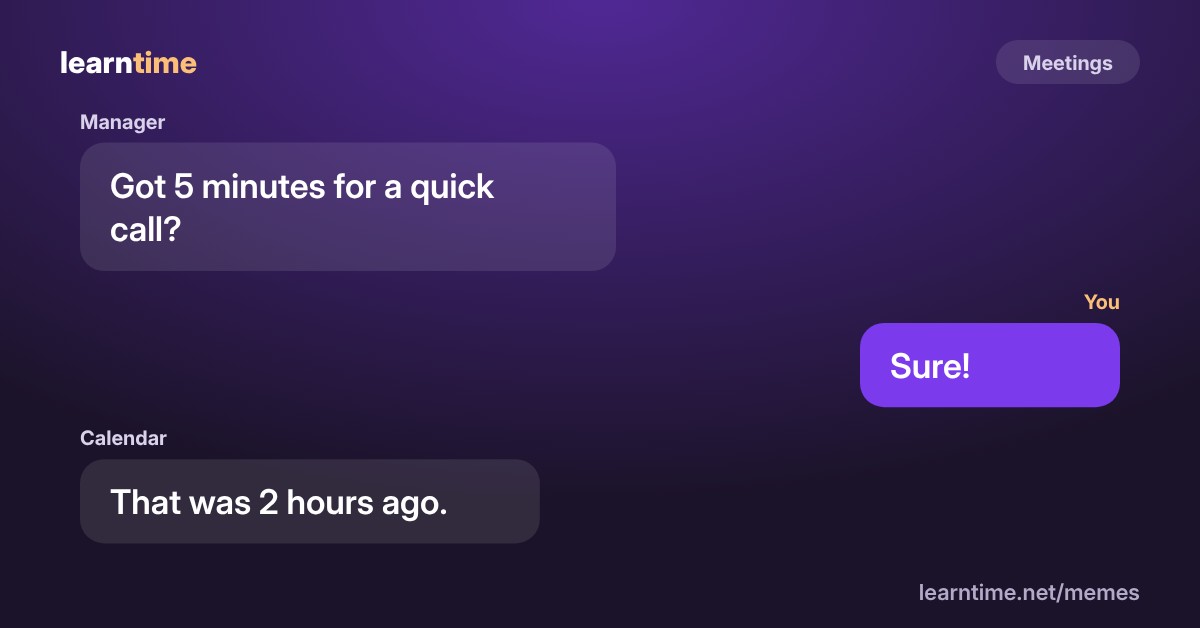 learntime
Meetings
Manager
Got 5 minutes for a quick
call?
You
Sure!
Calendar
That was 2 hours ago.
learntime.net/memes